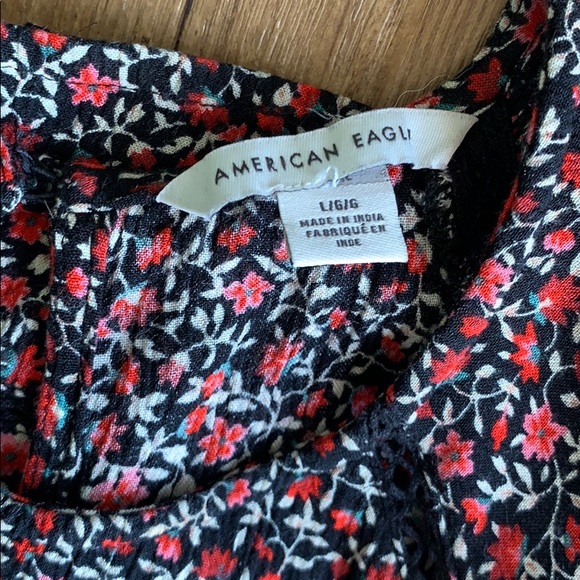 AMERICAN EAGL
L/G/G
MADE IN INDIA
FABRIQUÉ EN
INDE